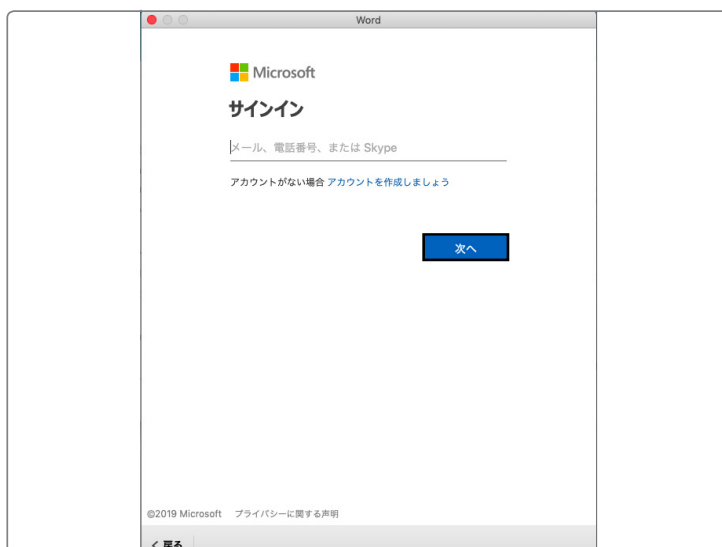 Word
Microsoft
サインイン
メール、電話番号、または Skype
アカウントがない場合 アカウントを作成しましょう
次へ
©2019 Microsoft プライバシーに関する声明
戻る